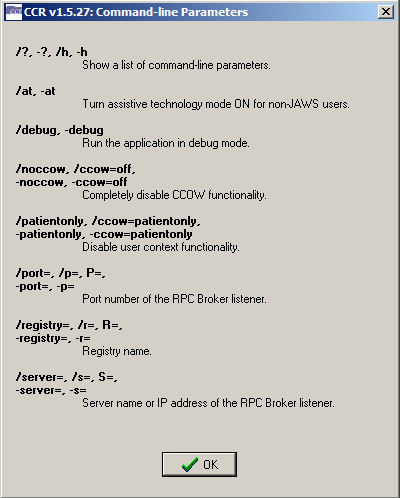 CCR v1.5.27: Command-line Parameters
/?, -?, /h, -h
Show a list of command-line parameters.
/at, -at
Turn assistive technology mode ON for non-JAWS users.
/debug, -debug
Run the application in debug mode.
/noccow, /ccow=off,
-noccow, -ccow=off
Completely disable CCOW functionality.
/patientonly, /ccow=patientonly,
-patientonly, -ccow=patientonly
Disable user context functionality.
/port=, /p=, P=,
-port=, -p=
Port number of the RPC Broker listener.
/registry=, /r=, R=,
-registry=, -r=
Registry name.
/server=, /s=, S=,
-server=, -s=
Server name or IP address of the RPC Broker listener.
OK